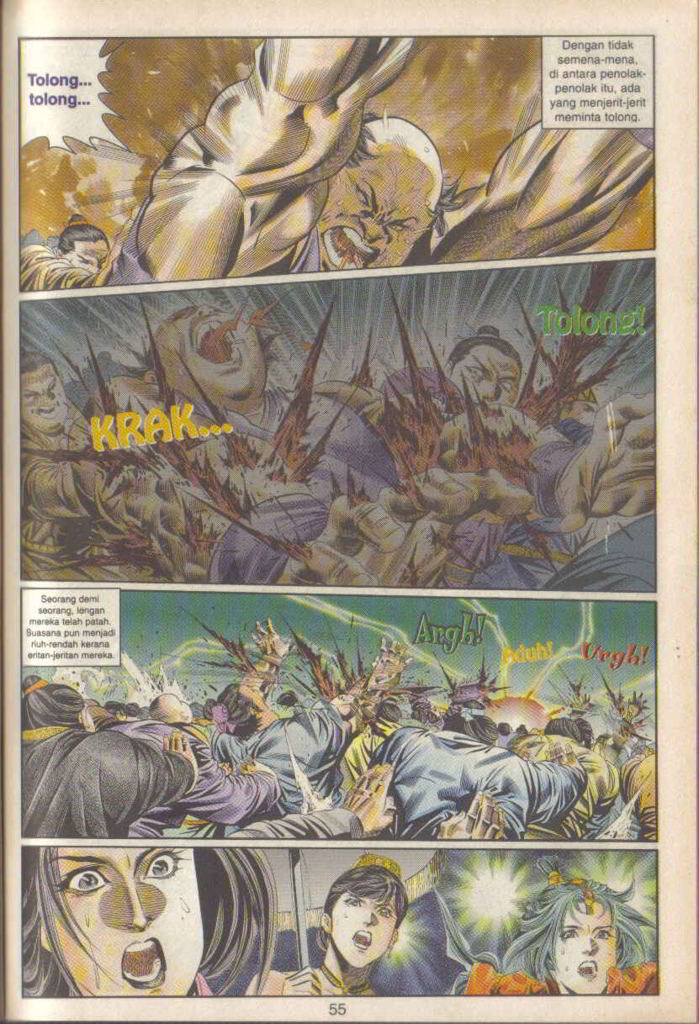 Tolong...
tolong...
Dengan tidak
semena-mena,
di antara penolak-
penolak itu, ada
yang menjerit-jerit
meminta tolong.
Tolong!
KRAK...
Seorang demi
seorang, lengan
mereka telah patah.
Suasana pun menjadi
riuh-rendah kerana
jeritan-jeritan mereka.
Argh!
Aduh!
Urgh!
55